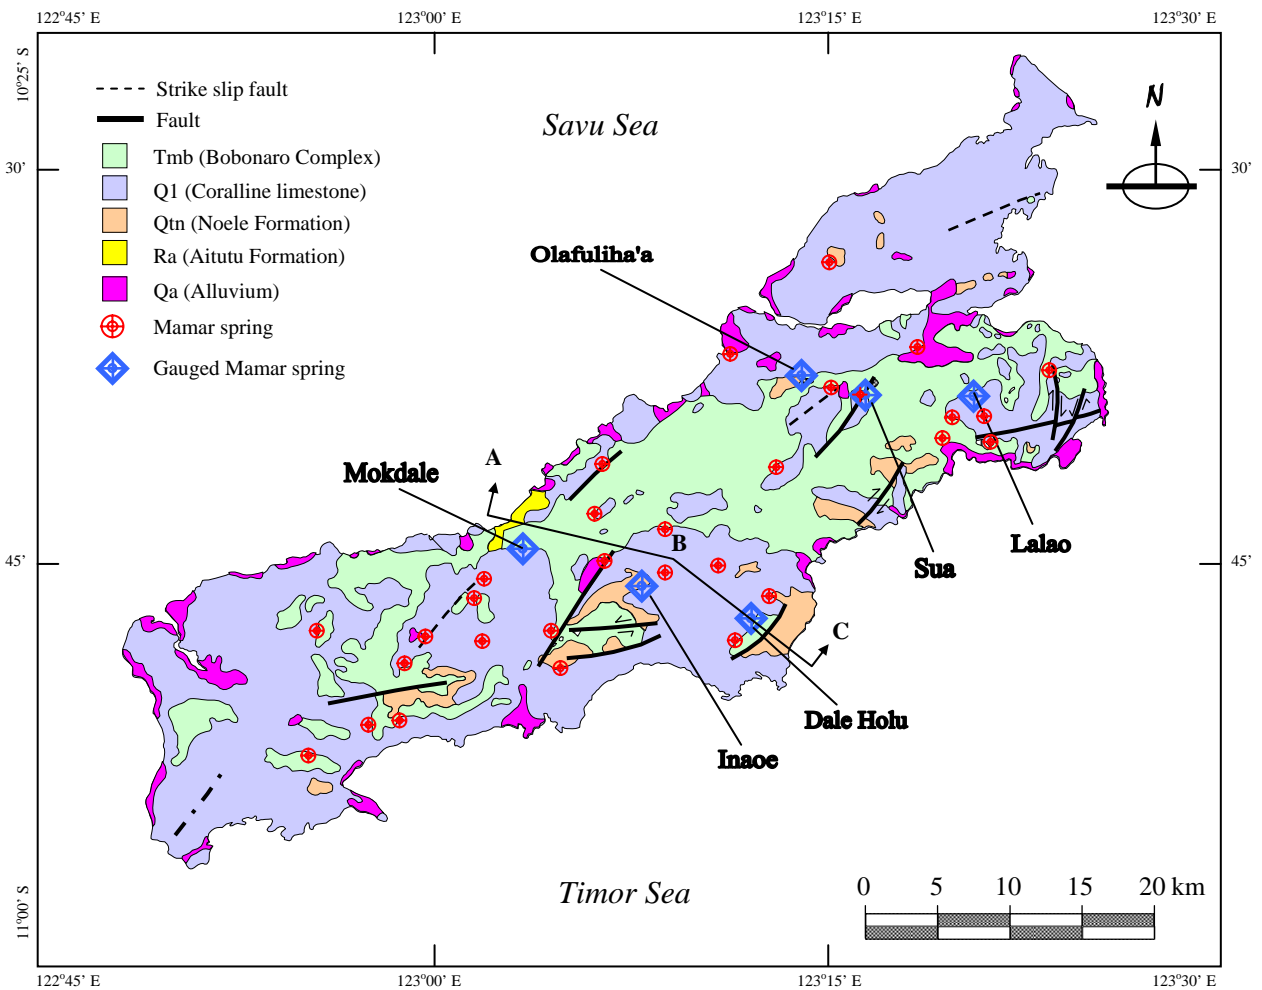 122°45' E
123°00' E
123°15' E
123°30' E
10°25' S
Strike slip fault
Fault
Tmb (Bobonaro Complex)
Q1 (Coralline limestone)
Qtn (Noele Formation)
Ra (Aitutu Formation)
Qa (Alluvium)
Mamar spring
Gauged Mamar spring
Savu Sea
N
30'
30'
Olafuliha'a
A
Mokdale
B
Lalao
Sua
45'
45'
C
Dale Holu
Inaoe
Timor Sea
0 5 10 15 20 km
11°00' S
122°45' E
123°00' E
123°15' E
123°30' E